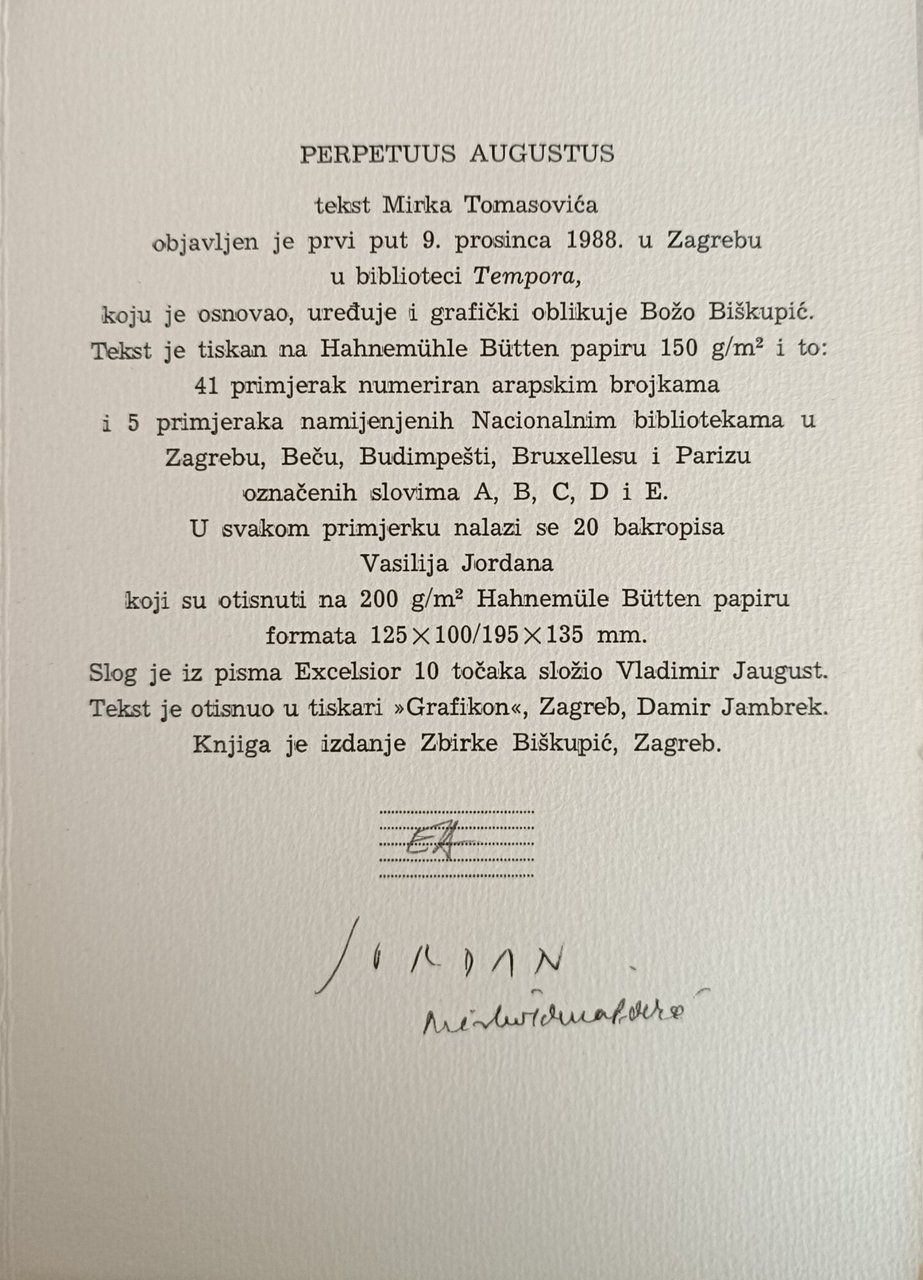 PERPETUUS AUGUSTUS
tekst Mirka Tomasovića
objavljen je prvi put 9. prosinca 1988. u Zagrebu
u biblioteci Tempora,
koju je osnovao, uređuje i grafički oblikuje Božo Biškupić.
Tekst je tiskan na Hahnemühle Bütten papiru 150 g/m² i to:
41 primjerak numeriran arapskim brojkama
i 5 primjeraka namijenjenih Nacionalnim bibliotekama u
Zagrebu, Beču, Budimpešti, Bruxellesu i Parizu
označenih slovima A, B, C, D i E.
U svakom primjerku nalazi se 20 bakropisa
Vasilija Jordana
koji su otisnuti na 200 g/m² Hahnemüle Bütten papiru
formata 125×100/195×135 mm.
Slog je iz pisma Excelsior 10 točaka složio Vladimir Jaugust.
Tekst je otisnuo u tiskari »Grafikon«, Zagreb, Damir Jambrek.
Knjiga je izdanje Zbirke Biškupić, Zagreb.
EA
JORDAN